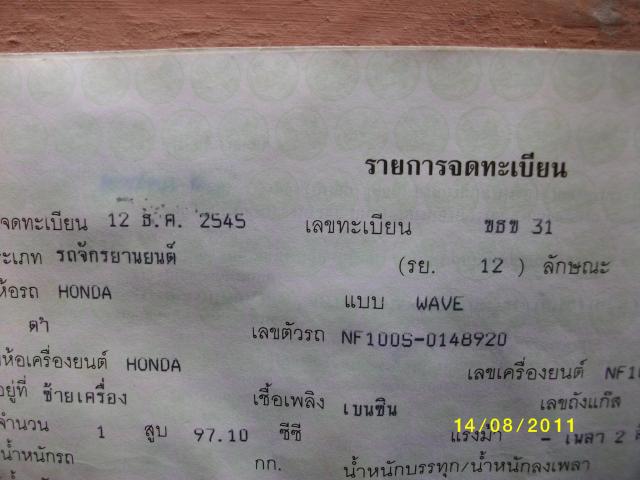 รายการจดทะเบียน
จดทะเบียน 12 ธ.ค. 2545 เลขทะเบียน ขธข 31
ระเภท รถจักรยานยนต์ (รย. 12 ) ลักษณะ
ห้อรถ HONDA แบบ WAVE
ดำ เลขตัวรถ NF100S-0148920
ห้อเครื่องยนต์ HONDA เลขเครื่องยนต์ NF1
อยู่ที่ ซ้ายเครื่อง เชื้อเพลิง เบนซิน เลขถังแก๊ส
จำนวน 1 สูบ 97.10 ซีซี แรงม้า - เพลา 2
14/08/2011
น้ำหนักรถ กก. น้ำหนักบรรทุก/น้ำหนักลงเพลา